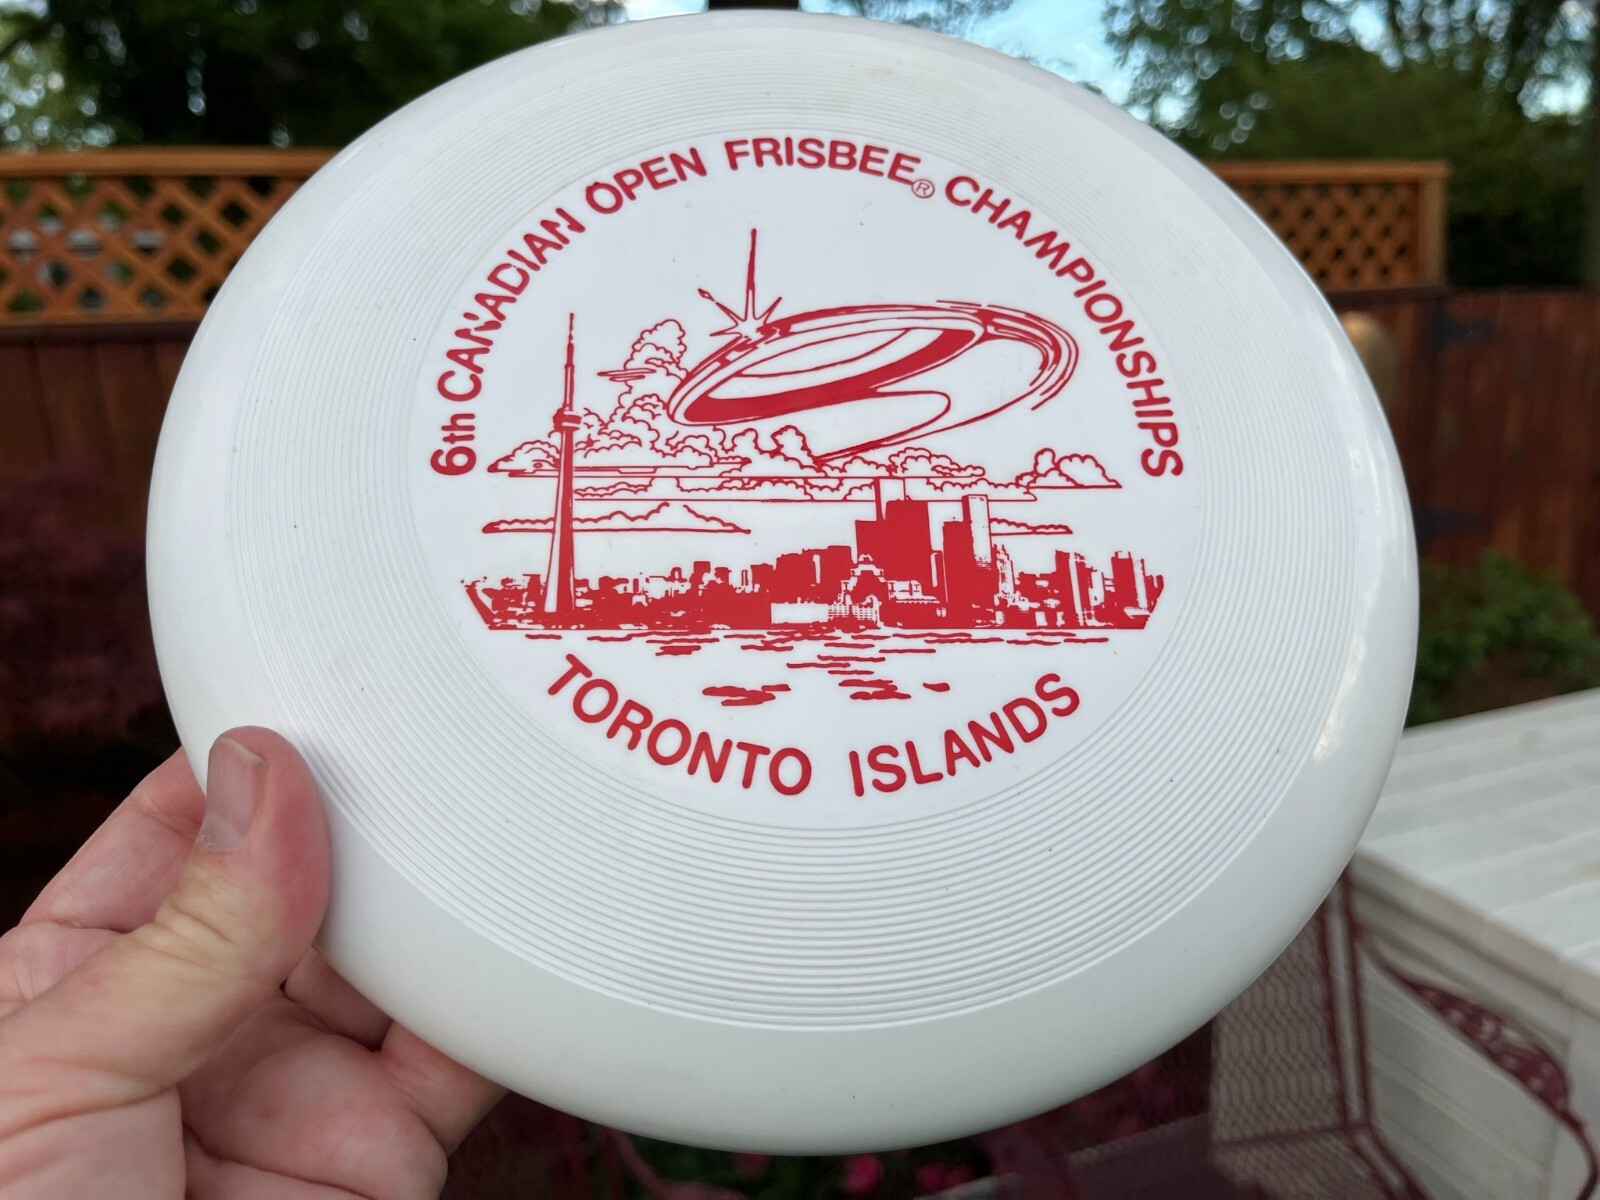 6th CANADIAN OPEN FRISBEE® CHAMPIONSHIPS
TORONTO ISLANDS